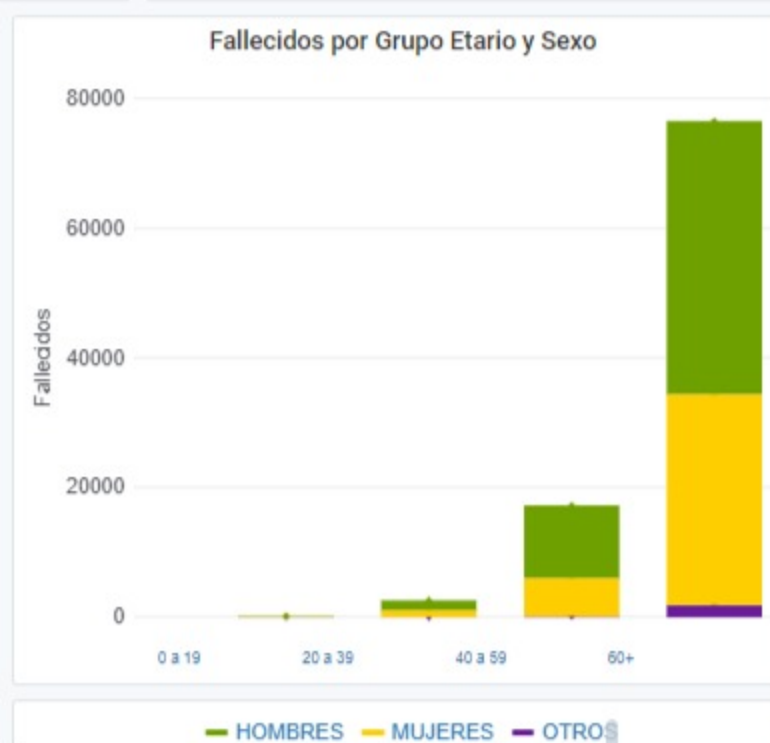 Fallecidos por Grupo Etario y Sexo
80000
60000
40000
20000
0
Fallecidos
0 a 19 20 a 39 40 a 59 60+
HOMBRES MUJERES OTROS